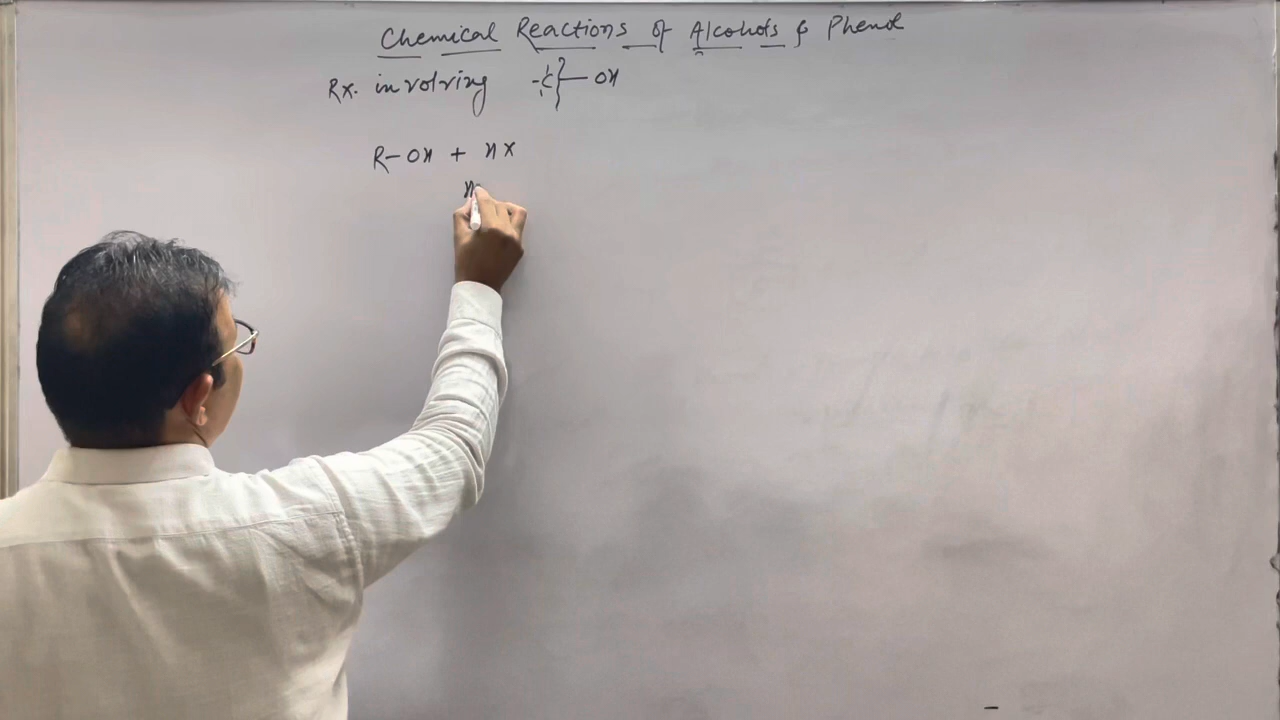 Chemical Reactions of Alcohols & Phenol
Rx. involving -C}-OH
R-OH + HX
H